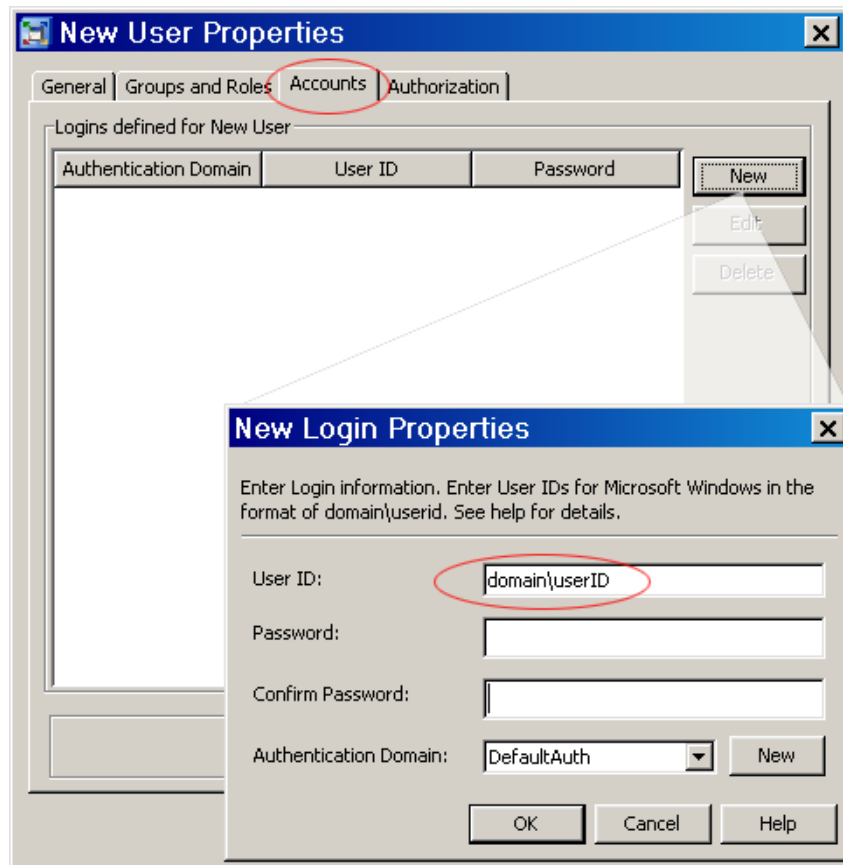 New User Properties
General Groups and Roles Accounts Authorization
Logins defined for New User
Authentication Domain User ID Password
New
Edit
Delete
New Login Properties
Enter Login information. Enter User IDs for Microsoft Windows in the
format of domain\userid. See help for details.
User ID: domain\userID
Password:
Confirm Password:
Authentication Domain: DefaultAuth New
OK Cancel Help